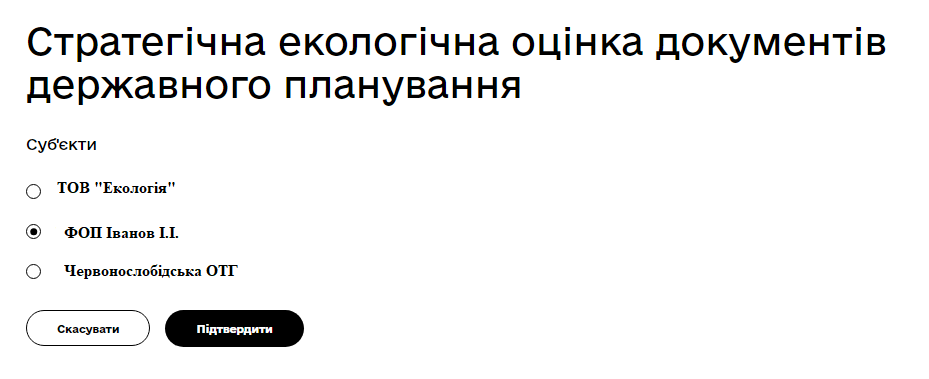 Стратегічна екологічна оцінка документів
державного планування
Суб'єкти
ТОВ "Екологія"
ФОП Іванов І.І.
Червонослобідська ОТГ
Скасувати Підтвердити